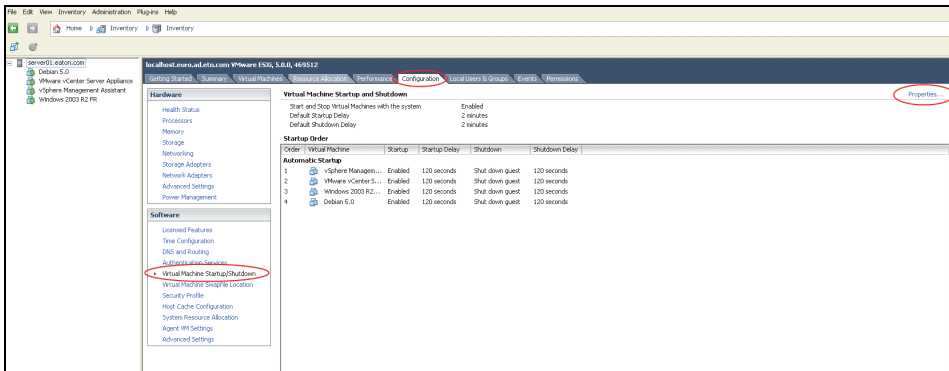 File Edit View Inventory Administration Plug-ins Help
Home Inventory Inventory
server01.eaton.com
Debian 5.0
VMware vCenter Server Appliance
vSphere Management Assistant
Windows 2003 R2 FR
localhost.euro.ad.etn.com VMware ESXi, 5.0.0, 469512
Getting Started Summary Virtual Machines Resource Allocation Performance Configuration Local Users & Groups Events Permissions
Hardware
Health Status
Processors
Memory
Storage
Networking
Storage Adapters
Network Adapters
Advanced Settings
Power Management
Software
Licensed Features
Time Configuration
DNS and Routing
Authentication Services
Virtual Machine Startup/Shutdown
Virtual Machine Swapfile Location
Security Profile
Host Cache Configuration
System Resource Allocation
Agent VM Settings
Advanced Settings
Virtual Machine Startup and Shutdown Properties...
Start and Stop Virtual Machines with the system Enabled
Default Startup Delay 2 minutes
Default Shutdown Delay 2 minutes
Startup Order
Order Virtual Machine Startup Startup Delay Shutdown Shutdown Delay
Automatic Startup
1 vSphere Managem... Enabled 120 seconds Shut down guest 120 seconds
2 VMware vCenter S... Enabled 120 seconds Shut down guest 120 seconds
3 Windows 2003 R2... Enabled 120 seconds Shut down guest 120 seconds
4 Debian 5.0 Enabled 120 seconds Shut down guest 120 seconds